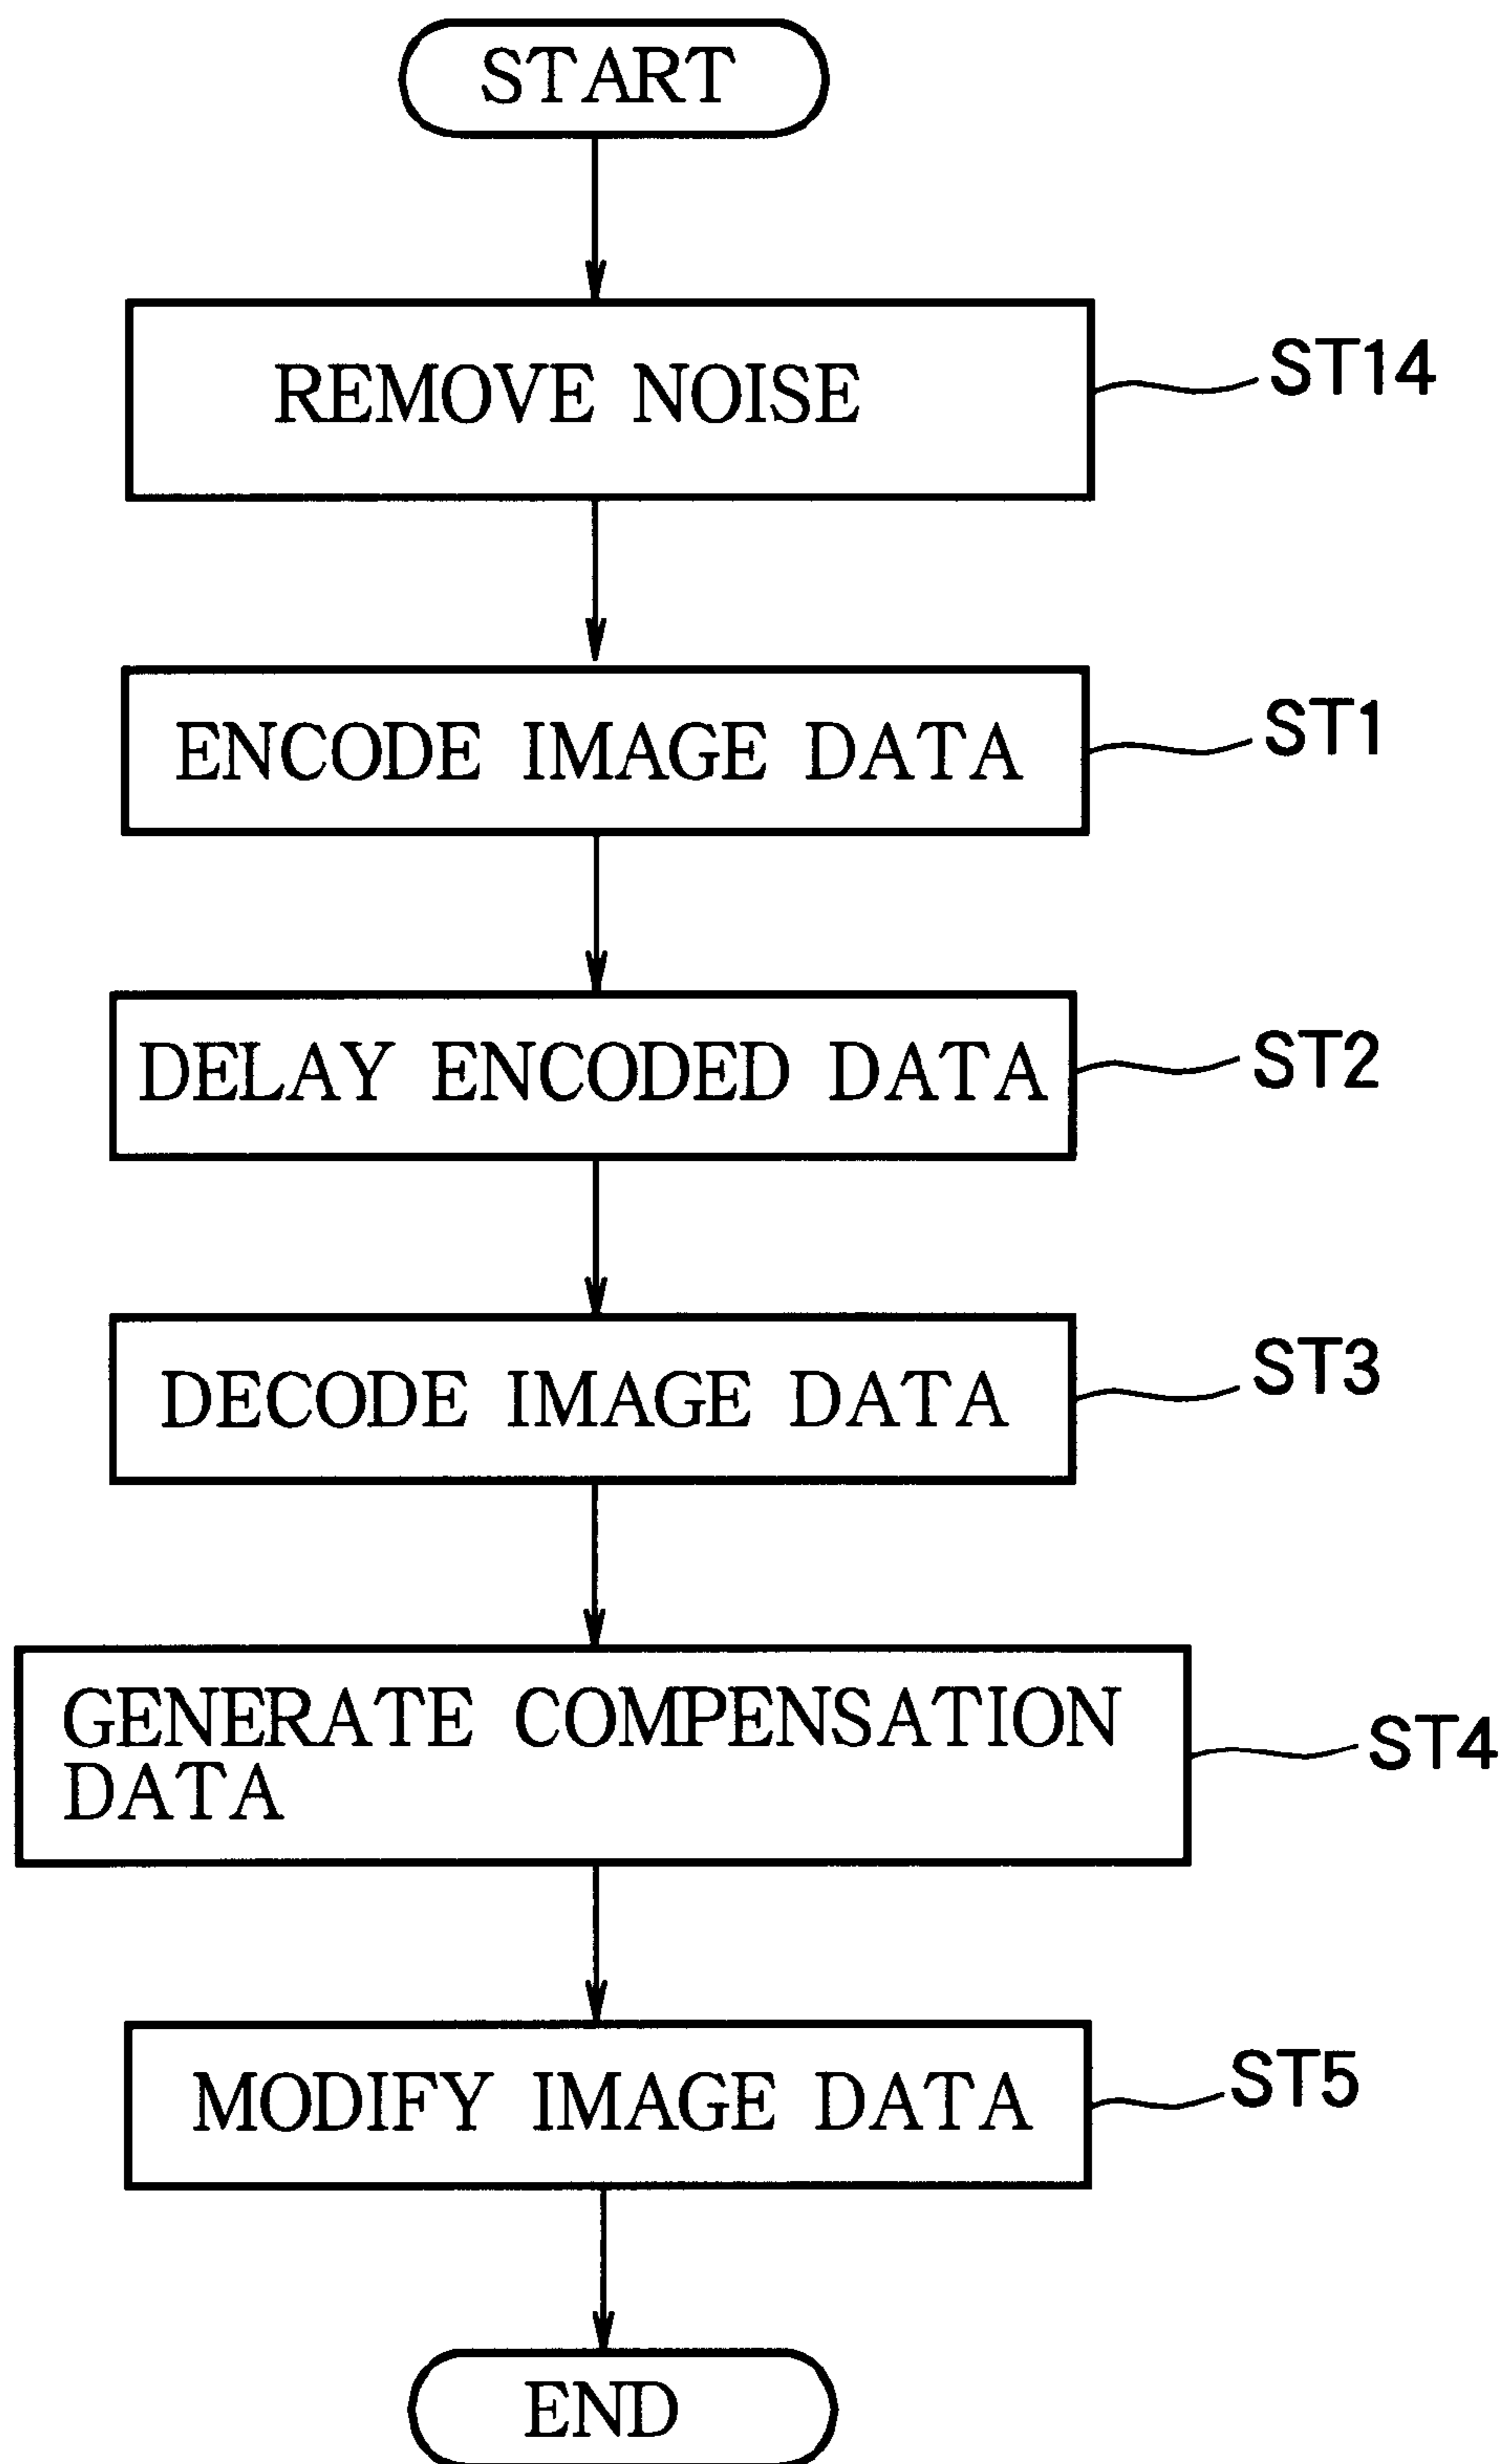 START
REMOVE NOISE
ST14
ENCODE IMAGE DATA
ST1
DELAY ENCODED DATA
ST2
DECODE IMAGE DATA
ST3
GENERATE COMPENSATION
DATA
ST4
MODIFY IMAGE DATA
ST5
END